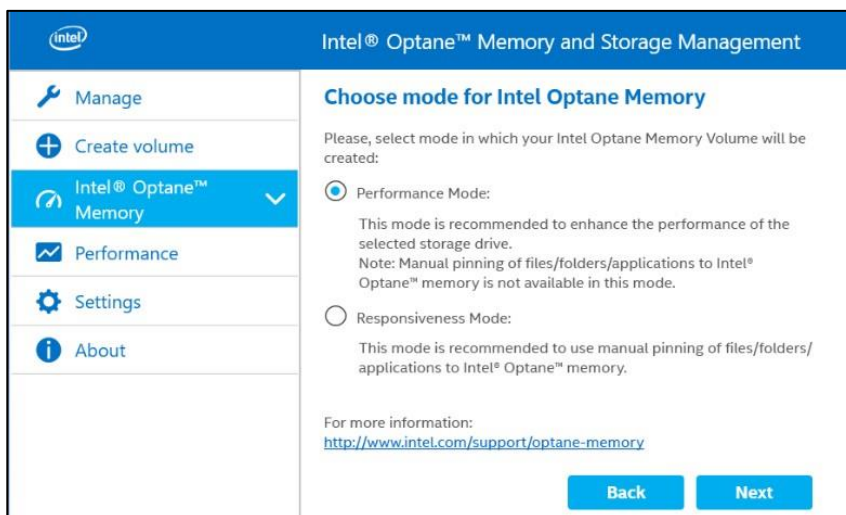 intel
Intel® Optane™ Memory and Storage Management
Manage
Create volume
Intel® Optane™
Memory
Performance
Settings
About
Choose mode for Intel Optane Memory
Please, select mode in which your Intel Optane Memory Volume will be
created:
Performance Mode:
This mode is recommended to enhance the performance of the
selected storage drive.
Note: Manual pinning of files/folders/applications to Intel®
Optane™ memory is not available in this mode.
Responsiveness Mode:
This mode is recommended to use manual pinning of files/folders/
applications to Intel® Optane™ memory.
For more information:
http://www.intel.com/support/optane-memory
Back
Next